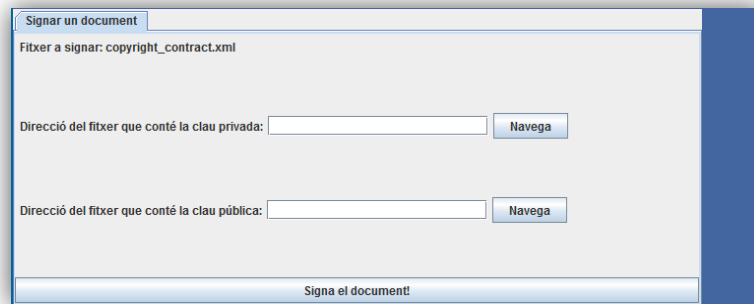 Signar un document
Fitxer a signar: copyright_contract.xml
Direcció del fitxer que conté la clau privada: Navega
Direcció del fitxer que conté la clau pública: Navega
Signa el document!